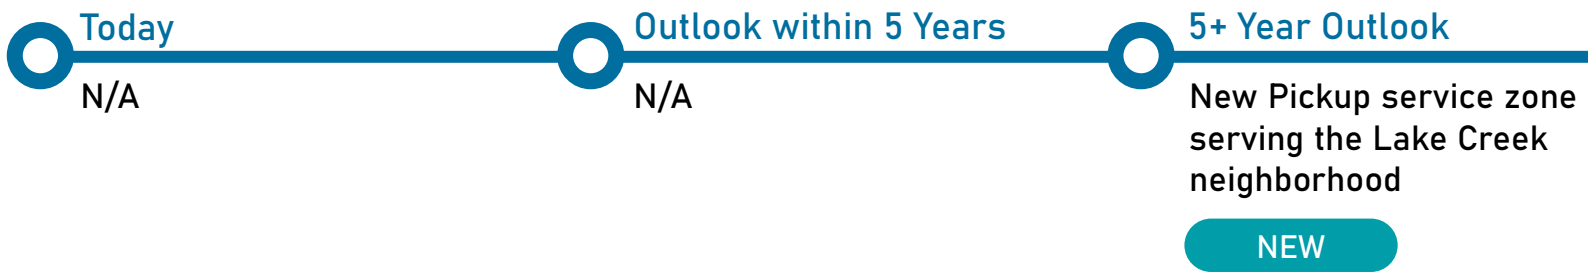 Today
N/A
Outlook within 5 Years
N/A
5+ Year Outlook
New Pickup service zone
serving the Lake Creek
neighborhood
NEW